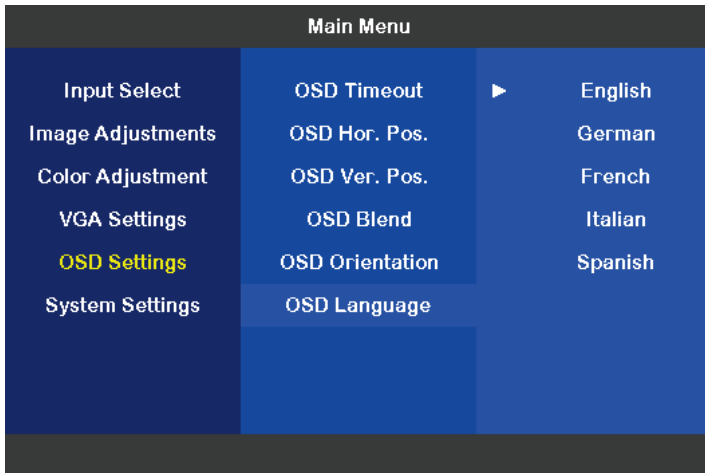 Main Menu
Input Select
Image Adjustments
Color Adjustment
VGA Settings
OSD Settings
System Settings
OSD Timeout
OSD Hor. Pos.
OSD Ver. Pos.
OSD Blend
OSD Orientation
OSD Language
English
German
French
Italian
Spanish